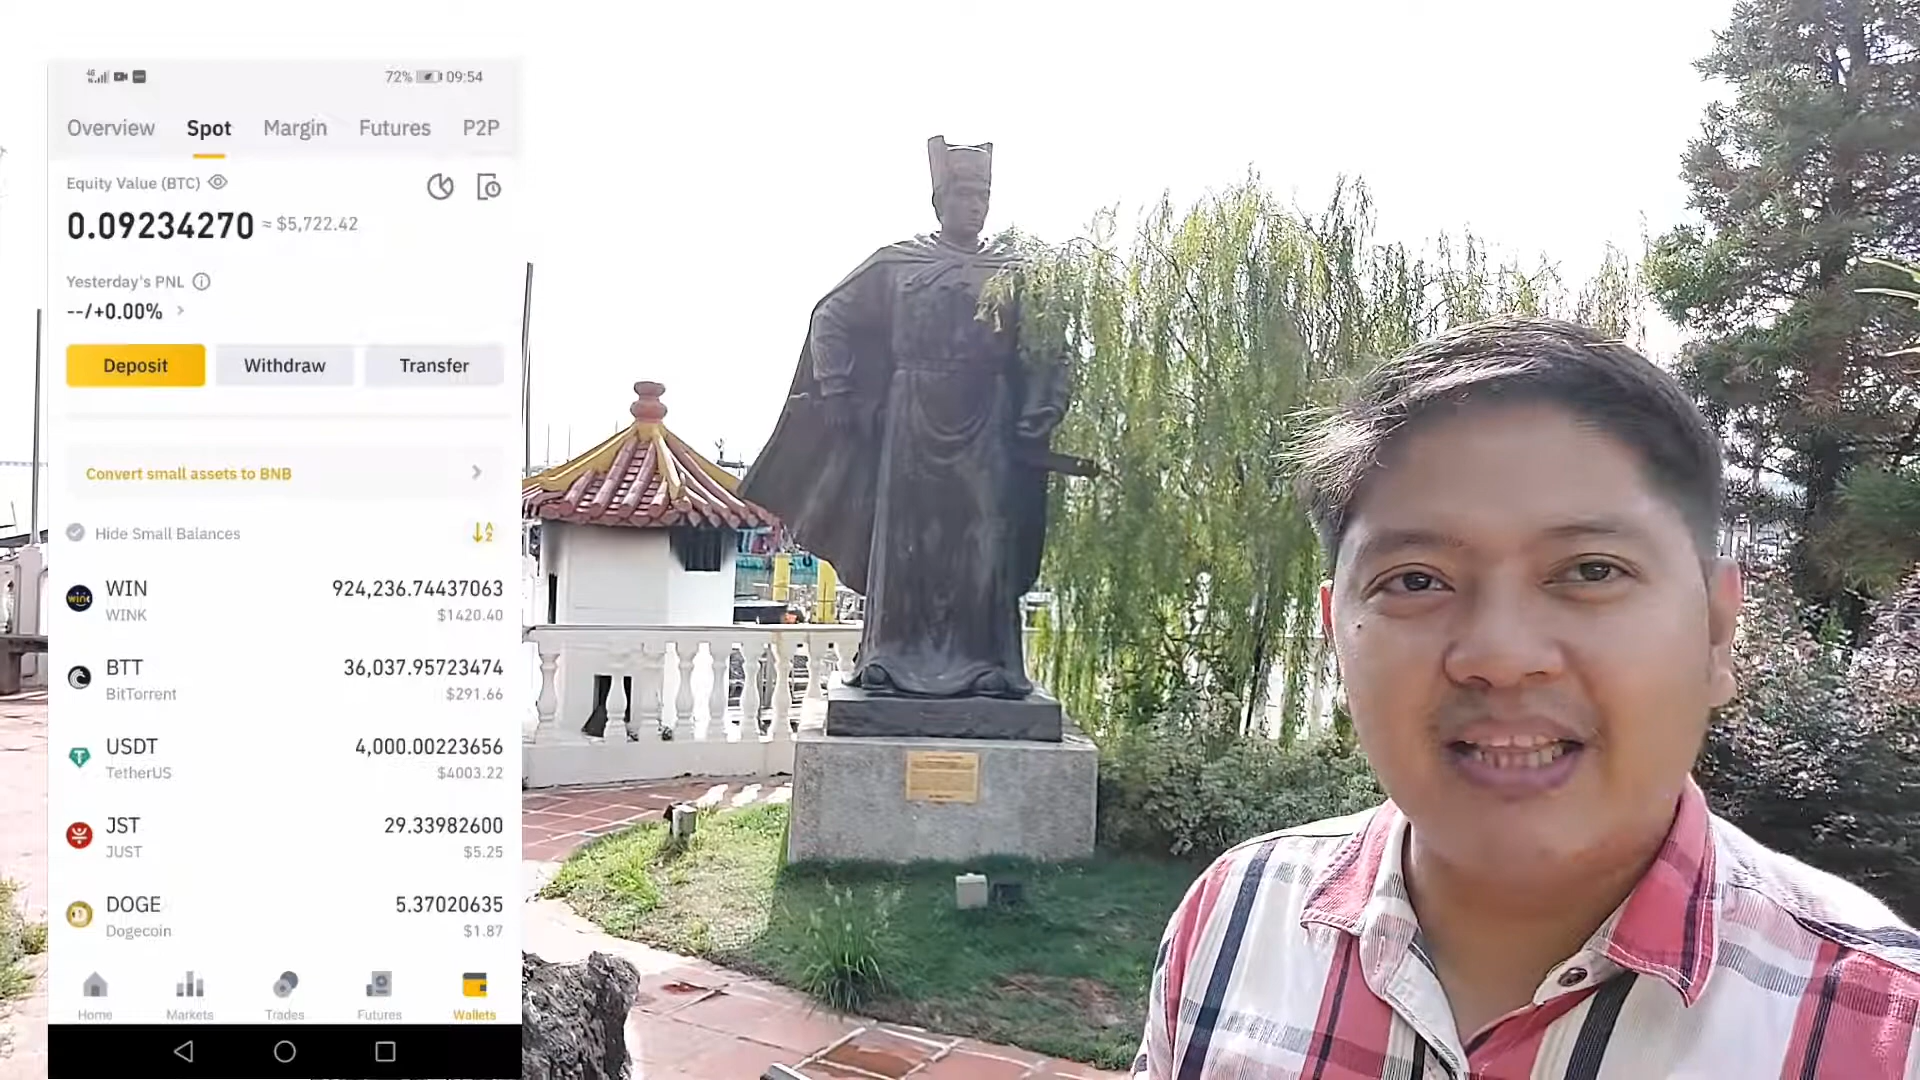 72% 09:54
Overview Spot Margin Futures P2P
Equity Value (BTC)
0.09234270 ≈ $5,722.42
Yesterday's PNL
--/+0.00%
Deposit Withdraw Transfer
Convert small assets to BNB
Hide Small Balances
WIN 924,236.74437063
WINK $1420.40
BTT 36,037.95723474
BitTorrent $291.66
USDT 4,000.00223656
TetherUS $4003.22
JST 29.33982600
JUST $5.25
DOGE 5.37020635
Dogecoin $1.87
Home Markets Trades Futures Wallets